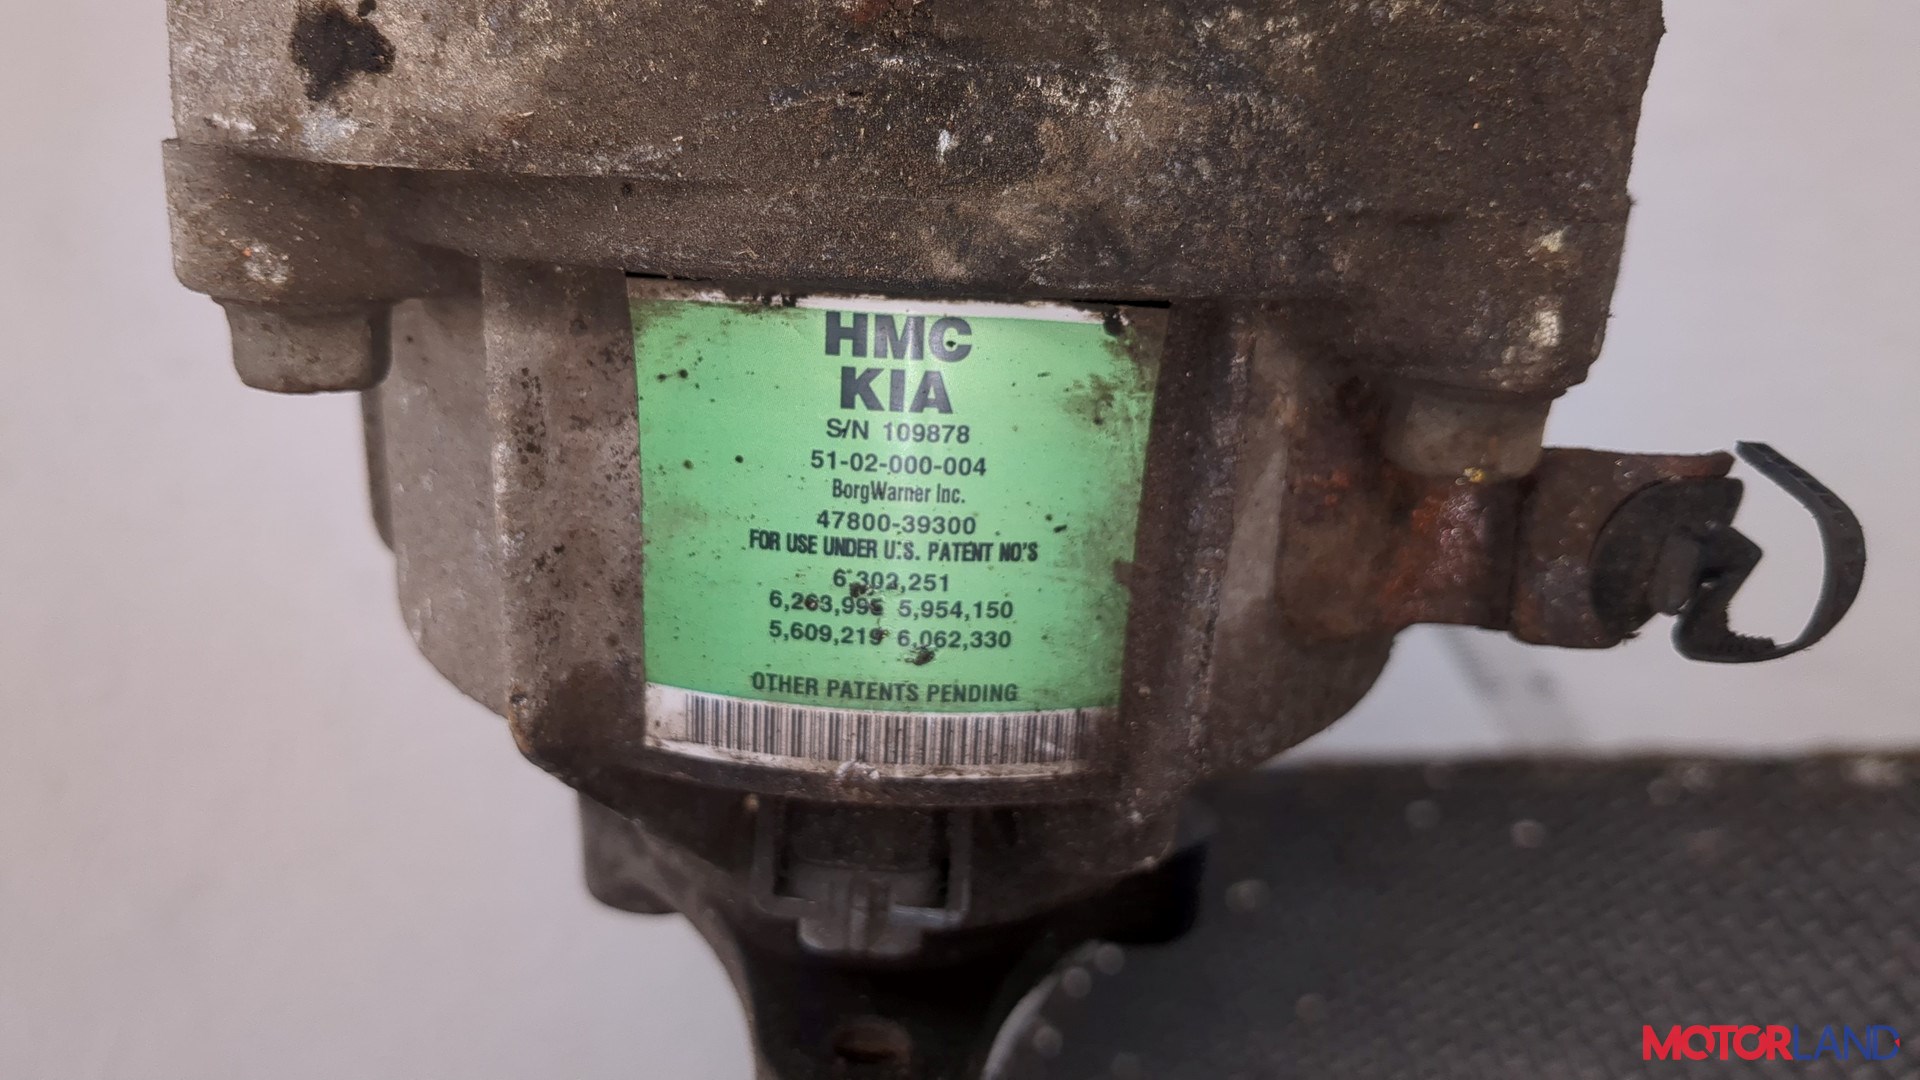 HMC
KIA
S/N 109878
51-02-000-004
BorgWarner Inc.
47800-39300
FOR USE UNDER U.S. PATENT NO'S
6,302,251
6,263,995 5,954,150
5,609,219 6,062,330
OTHER PATENTS PENDING
MOTORLAND